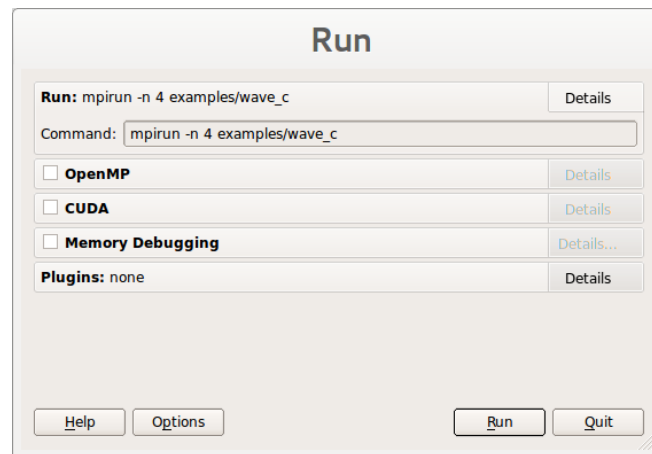 Run
Run: mpirun -n 4 examples/wave_c Details
Command: mpirun -n 4 examples/wave_c
OpenMP Details
CUDA Details
Memory Debugging Details...
Plugins: none Details
Help Options Run Quit